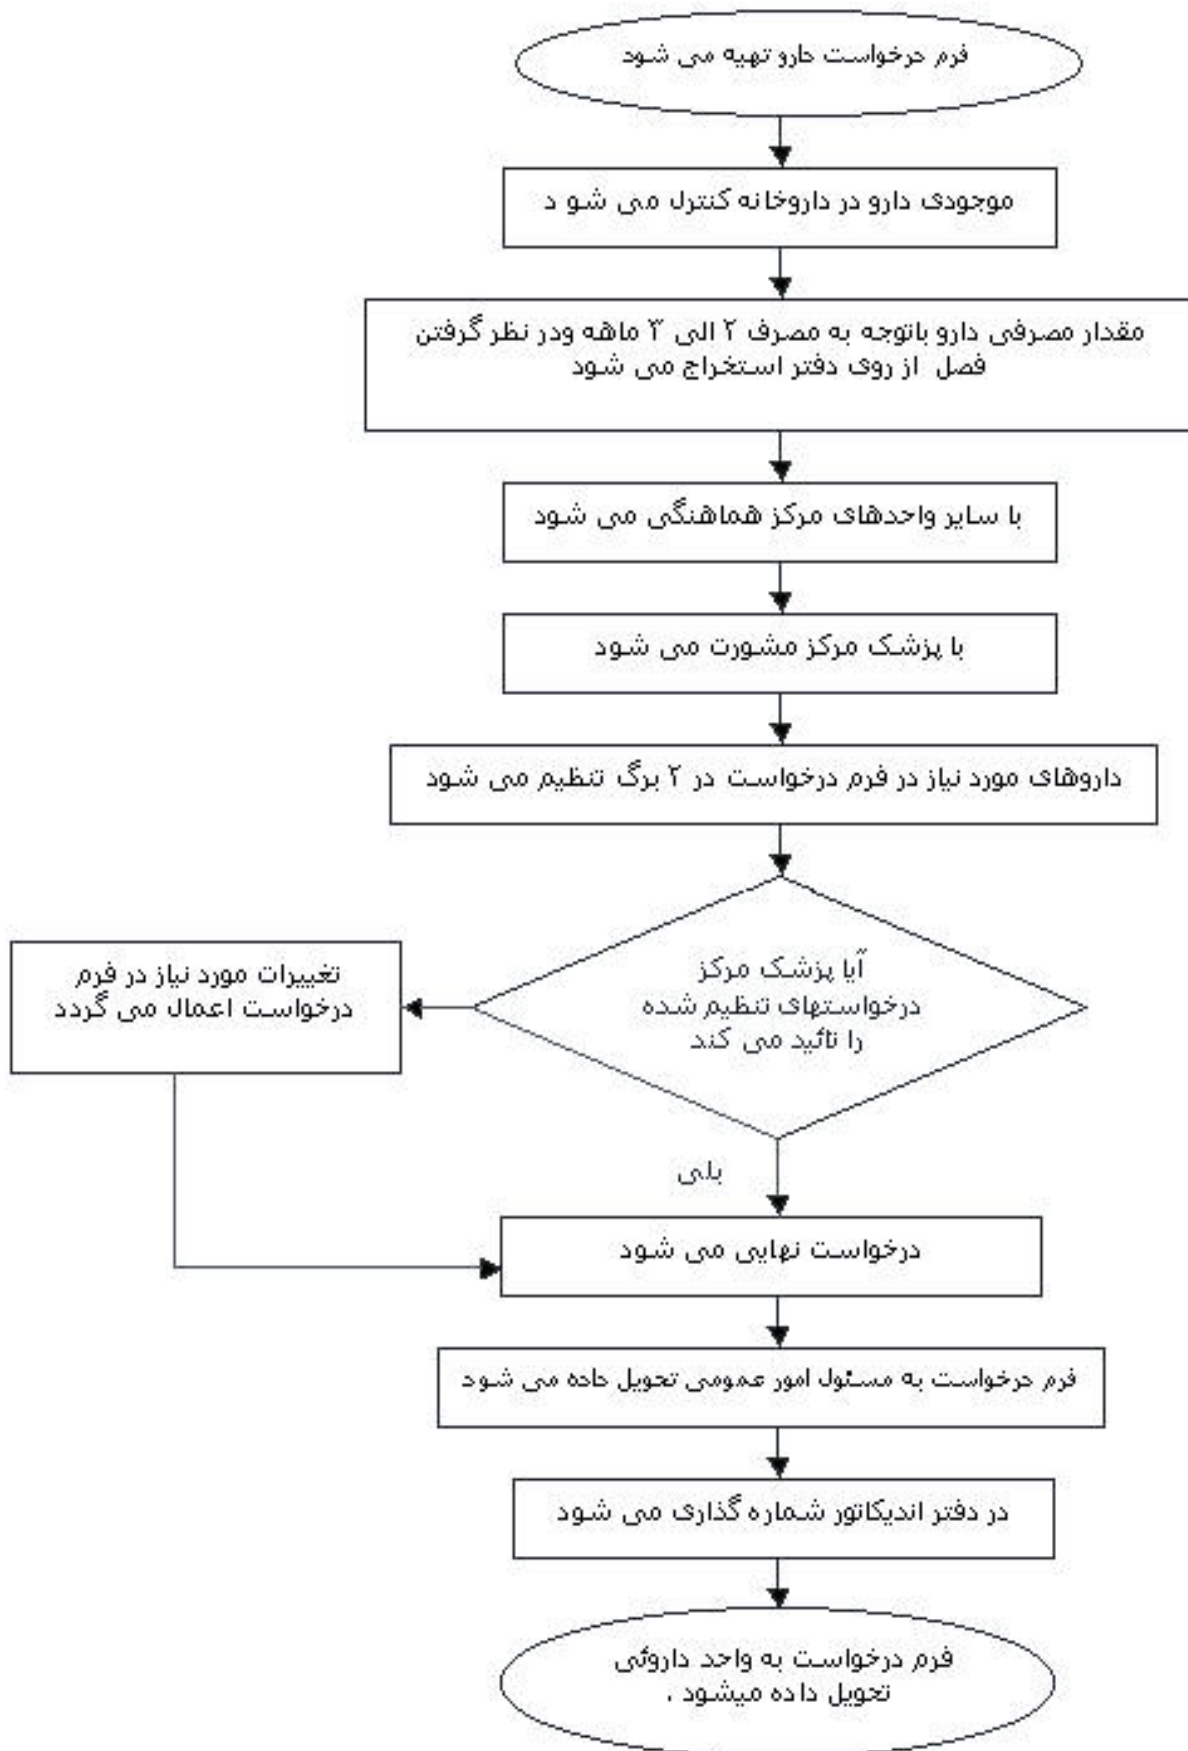 فرم درخواست دارو تهیه می شود
موجودی دارو در داروخانه کنترل می شو د
مقدار مصرفی دارو باتوجه به مصرف ۲ الی ۳ ماهه ودر نظر گرفتن
فصل از روی دفتر استخراج می شود
با سایر واحدهای مرکز هماهنگی می شود
با پزشک مرکز مشورت می شود
داروهای مورد نیاز در فرم درخواست در ۲ برگ تنظیم می شود
آیا پزشک مرکز
درخواستهای تنظیم شده
را تائید می کند
تغییرات مورد نیاز در فرم
درخواست اعمال می گردد
بلی
درخواست نهایی می شود
فرم درخواست به مسئول امور عمومی تحویل داده می شود
در دفتر اندیکاتور شماره گذاری می شود
فرم درخواست به واحد داروئی
تحویل داده میشود .